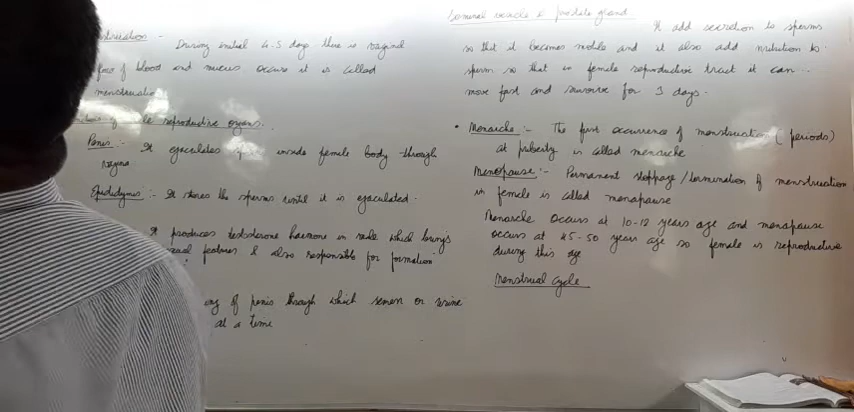 During initial 4-5 days there is vaginal
flow of blood and mucus occurs it is called
menstruation
reproductive organs.
Penis :- It ejaculates inside female body through
vagina
Epididymis :- It stores the sperms until it is ejaculated.
It produces testosterone harmone in male which brings
sexual features & also responsible for formation
of penis through which semen or urine
at a time
Seminal vesicle & prostate gland
It add secretion to sperms
so that it becomes motile and it also add nutrition to
sperm so that in female reproductive tract it can
move fast and survive for 3 days.
• Menarche :- The first occurrence of menstruation (periods)
at puberty is called menarche
Menopause :- Permanent stoppage/termination of menstruation
in female is called menopause
Menarche occurs at 10-12 years age and menopause
occurs at 45-50 year age so female is reproductive
during this age
Menstrual Cycle